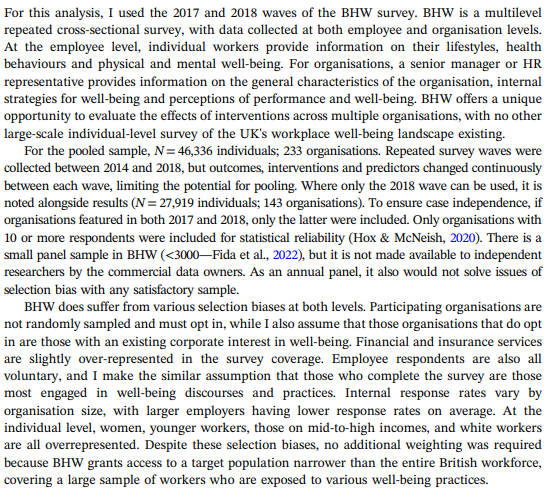 For this analysis, I used the 2017 and 2018 waves of the BHW survey. BHW is a multilevel
repeated cross-sectional survey, with data collected at both employee and organisation levels.
At the employee level, individual workers provide information on their lifestyles, health
behaviours and physical and mental well-being. For organisations, a senior manager or HR
representative provides information on the general characteristics of the organisation, internal
strategies for well-being and perceptions of performance and well-being. BHW offers a unique
opportunity to evaluate the effects of interventions across multiple organisations, with no other
large-scale individual-level survey of the UK's workplace well-being landscape existing.
For the pooled sample, N = 46,336 individuals; 233 organisations. Repeated survey waves were
collected between 2014 and 2018, but outcomes, interventions and predictors changed continuously
between each wave, limiting the potential for pooling. Where only the 2018 wave can be used, it is
noted alongside results (N = 27,919 individuals; 143 organisations). To ensure case independence, if
organisations featured in both 2017 and 2018, only the latter were included. Only organisations with
10 or more respondents were included for statistical reliability (Hox & McNeish, 2020). There is a
small panel sample in BHW (<3000—Fida et al., 2022), but it is not made available to independent
researchers by the commercial data owners. As an annual panel, it also would not solve issues of
selection bias with any satisfactory sample.
BHW does suffer from various selection biases at both levels. Participating organisations are
not randomly sampled and must opt in, while I also assume that those organisations that do opt
in are those with an existing corporate interest in well-being. Financial and insurance services
are slightly over-represented in the survey coverage. Employee respondents are also all
voluntary, and I make the similar assumption that those who complete the survey are those
most engaged in well-being discourses and practices. Internal response rates vary by
organisation size, with larger employers having lower response rates on average. At the
individual level, women, younger workers, those on mid-to-high incomes, and white workers
are all overrepresented. Despite these selection biases, no additional weighting was required
because BHW grants access to a target population narrower than the entire British workforce,
covering a large sample of workers who are exposed to various well-being practices.